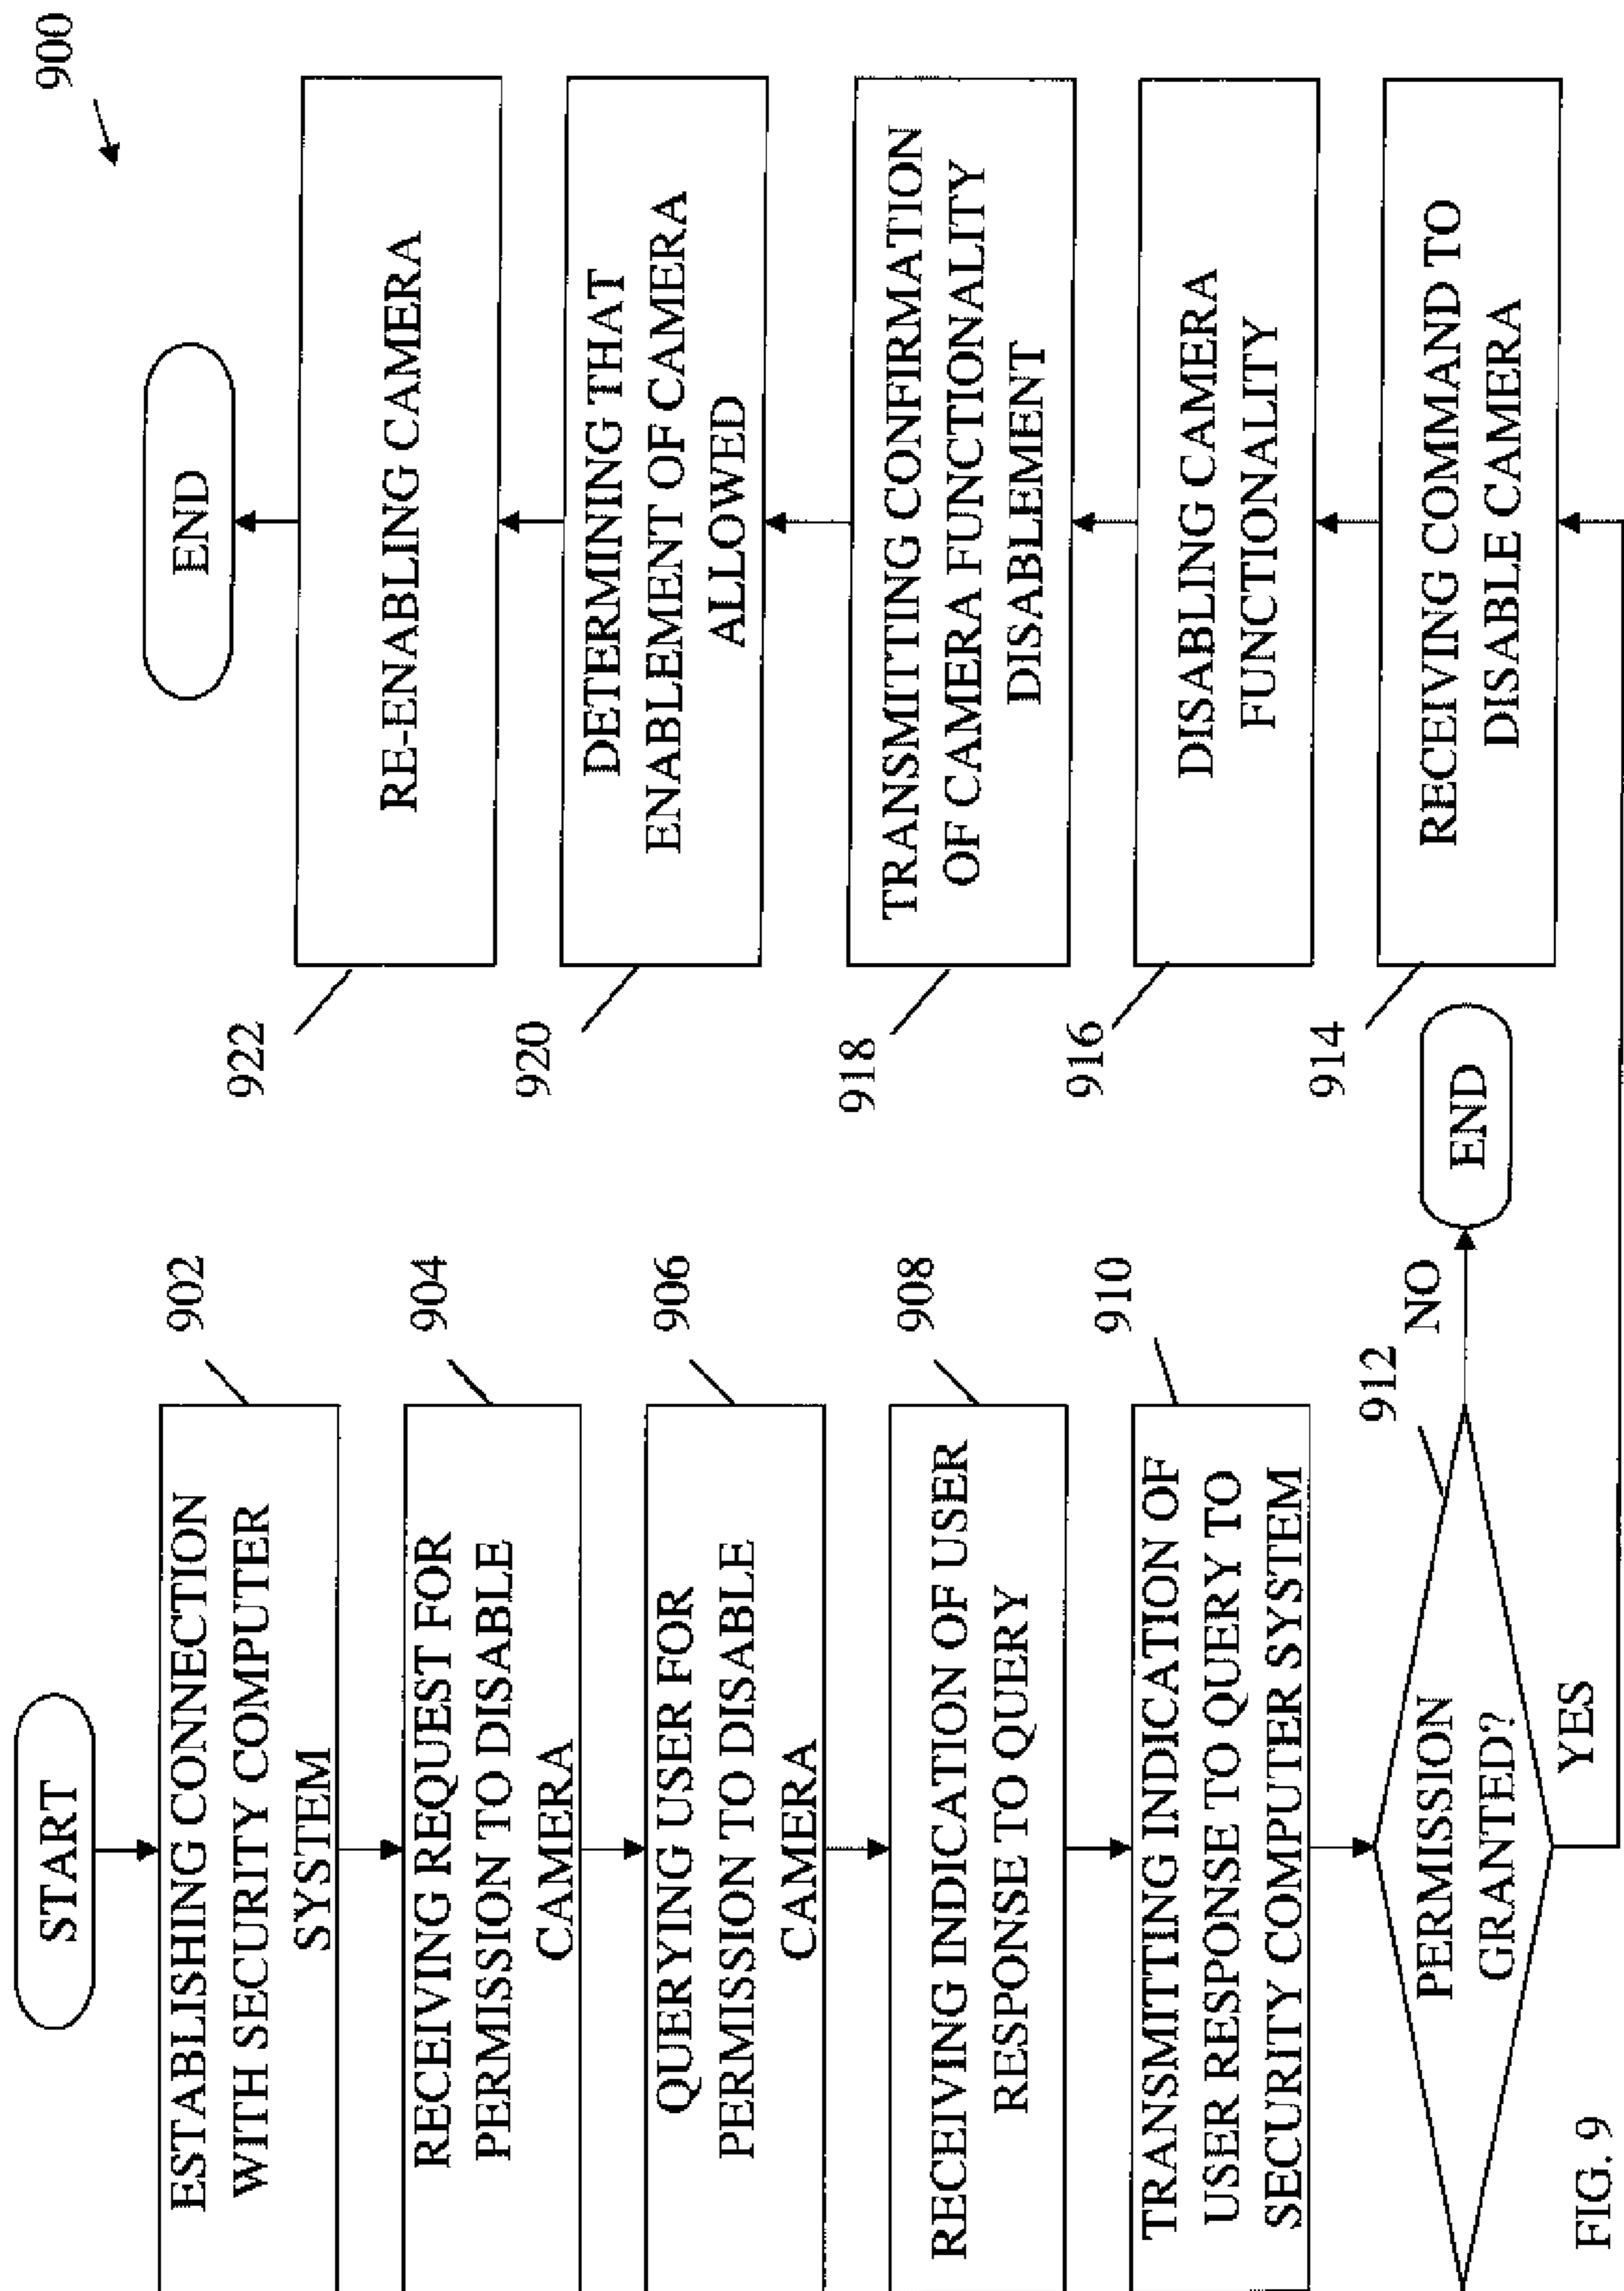 900
START
ESTABLISHING CONNECTION
WITH SECURITY COMPUTER
SYSTEM
902
RECEIVING REQUEST FOR
PERMISSION TO DISABLE
CAMERA
904
QUERYING USER FOR
PERMISSION TO DISABLE
CAMERA
906
RECEIVING INDICATION OF USER
RESPONSE TO QUERY
908
TRANSMITTING INDICATION OF
USER RESPONSE TO QUERY TO
SECURITY COMPUTER SYSTEM
910
PERMISSION
GRANTED?
912
NO
END
YES
RECEIVING COMMAND TO
DISABLE CAMERA
914
DISABLING CAMERA
FUNCTIONALITY
916
TRANSMITTING CONFIRMATION
OF CAMERA FUNCTIONALITY
DISABLEMENT
918
DETERMINING THAT
ENABLEMENT OF CAMERA
ALLOWED
920
RE-ENABLING CAMERA
922
END
FIG. 9